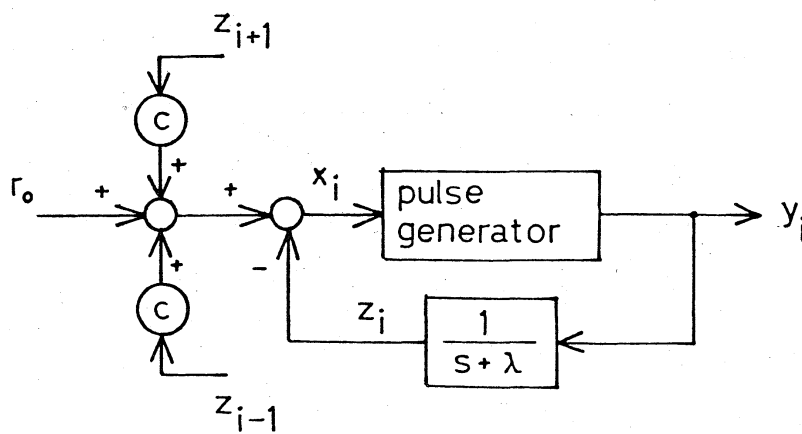 z_{i+1}
c
+
r_o
+
+
x_i
pulse
generator
y_i
+
-
c
z_i
1
s + λ
z_{i-1}